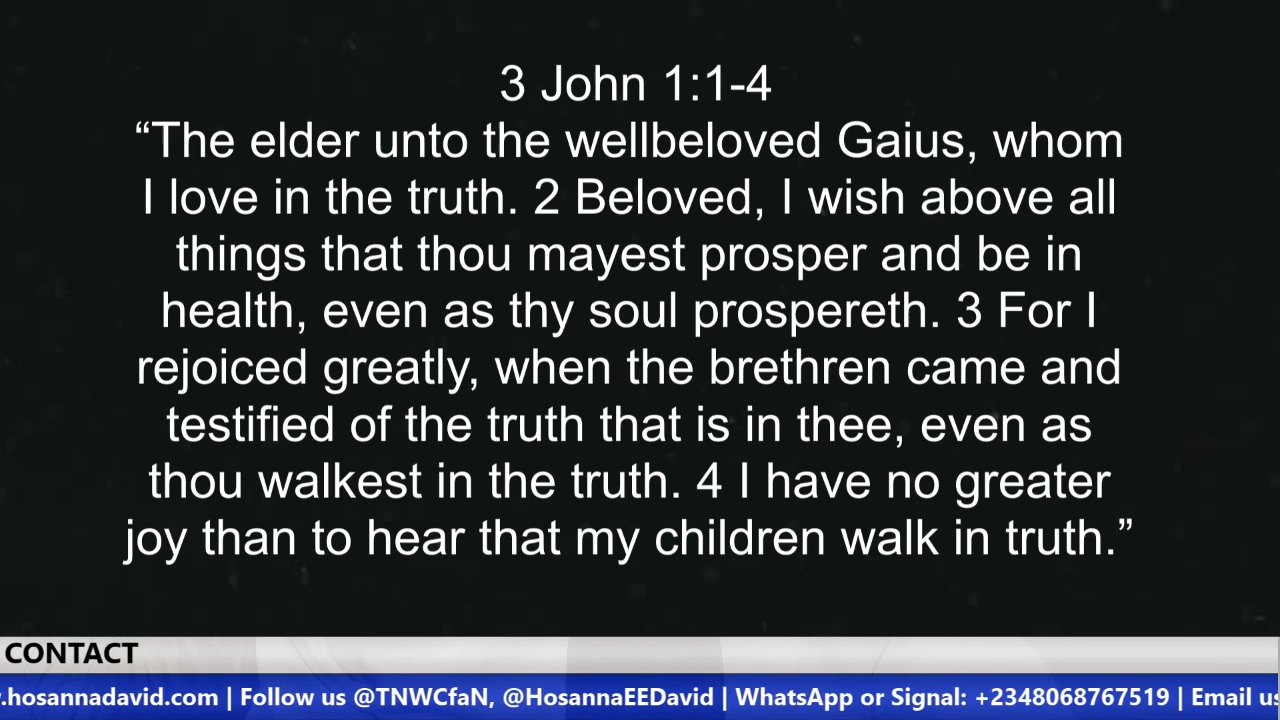 3 John 1:1-4
“The elder unto the wellbeloved Gaius, whom
I love in the truth. 2 Beloved, I wish above all
things that thou mayest prosper and be in
health, even as thy soul prospereth. 3 For I
rejoiced greatly, when the brethren came and
testified of the truth that is in thee, even as
thou walkest in the truth. 4 I have no greater
joy than to hear that my children walk in truth.”
CONTACT
.hosannadavid.com | Follow us @TNWCfaN, @HosannaEEDavid | WhatsApp or Signal: +2348068767519 | Email us